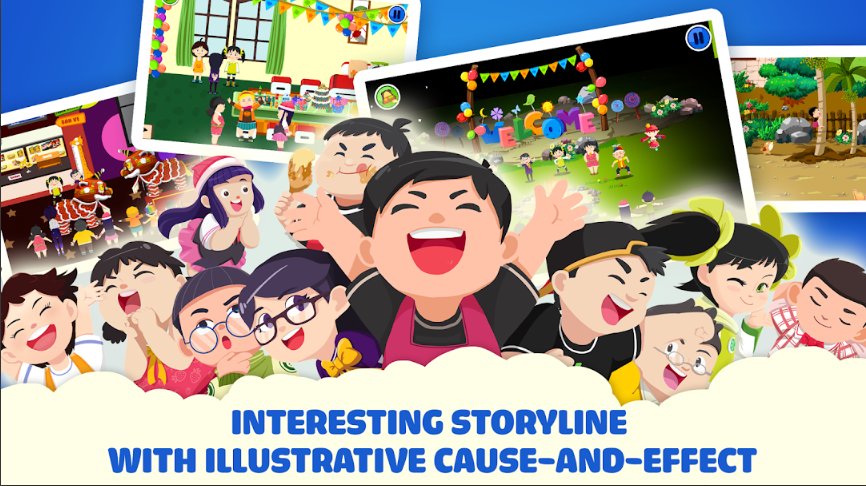 WELCOME
INTERESTING STORYLINE
WITH ILLUSTRATIVE CAUSE-AND-EFFECT